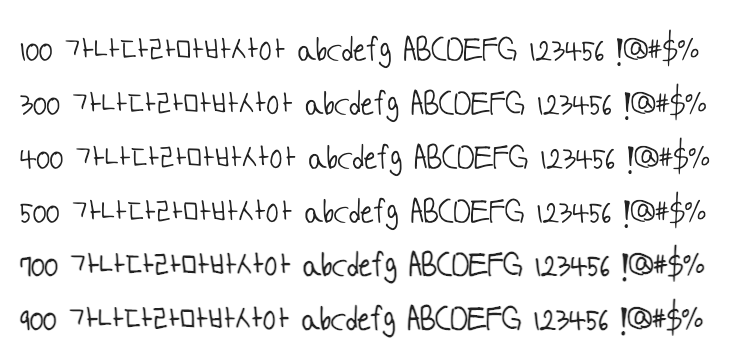 100 가나다라마바사아 abcdefg ABCDEFG 123456 !@#$%
300 가나다라마바사아 abcdefg ABCDEFG 123456 !@#$%
400 가나다라마바사아 abcdefg ABCDEFG 123456 !@#$%
500 가나다라마바사아 abcdefg ABCDEFG 123456 !@#$%
700 가나다라마바사아 abcdefg ABCDEFG 123456 !@#$%
900 가나다라마바사아 abcdefg ABCDEFG 123456 !@#$%